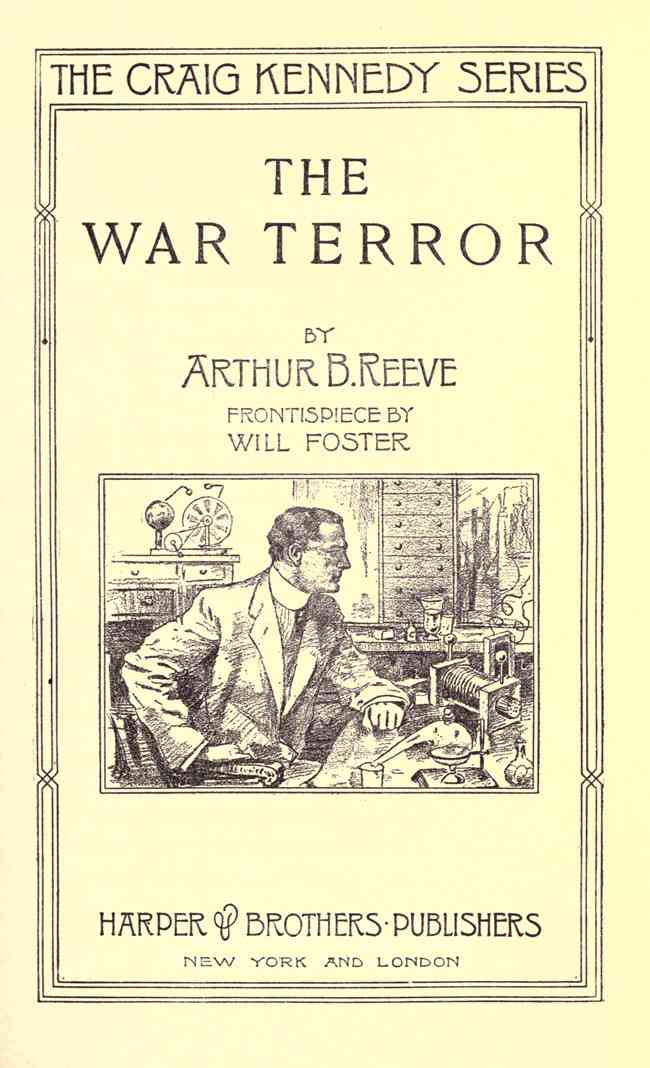 THE CRAIG KENNEDY SERIES
THE
WAR TERROR
BY
ARTHUR B. REEVE
FRONTISPIECE BY
WILL FOSTER
HARPER & BROTHERS · PUBLISHERS
NEW YORK AND LONDON